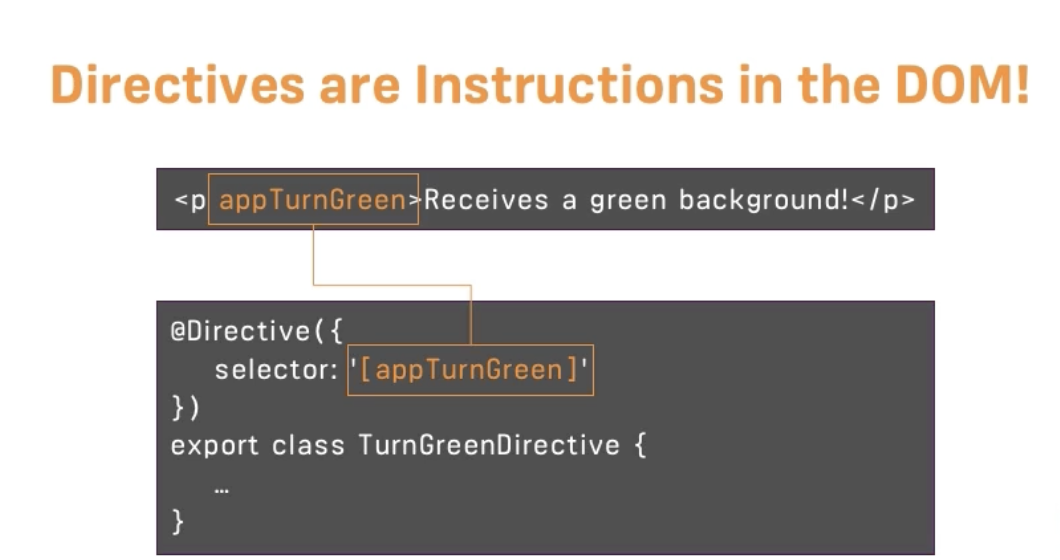 Directives are Instructions in the DOM!
<p appTurnGreen>Receives a green background!</p>
@Directive({
selector: '[appTurnGreen]'
})
export class TurnGreenDirective {
…
}